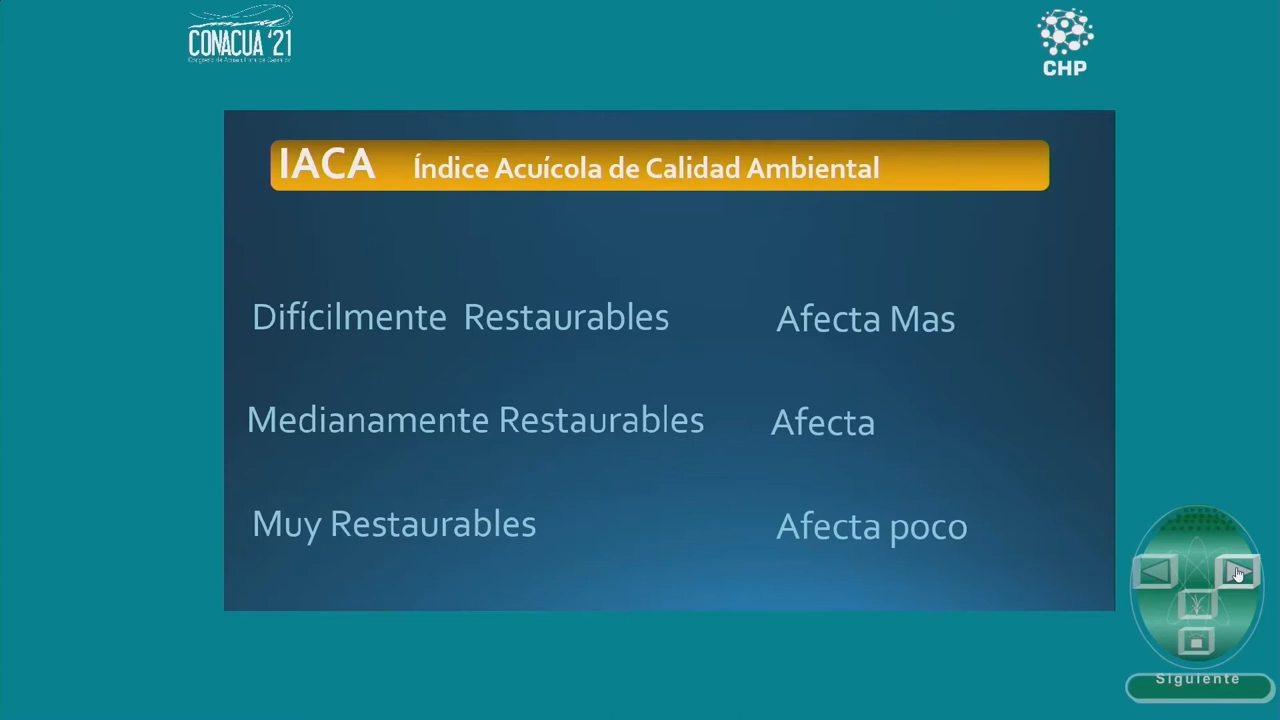 CONACUA '21
CHP
IACA Índice Acuícola de Calidad Ambiental
Difícilmente Restaurables Afecta Mas
Medianamente Restaurables Afecta
Muy Restaurables Afecta poco
Siguiente